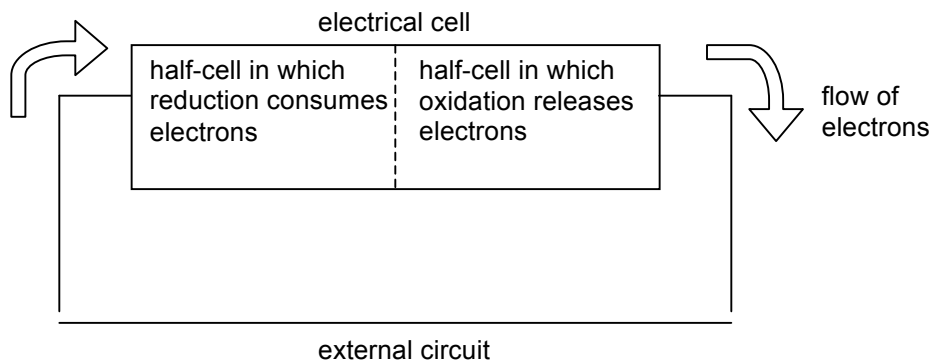 electrical cell
half-cell in which
reduction consumes
electrons
half-cell in which
oxidation releases
electrons
flow of
electrons
external circuit